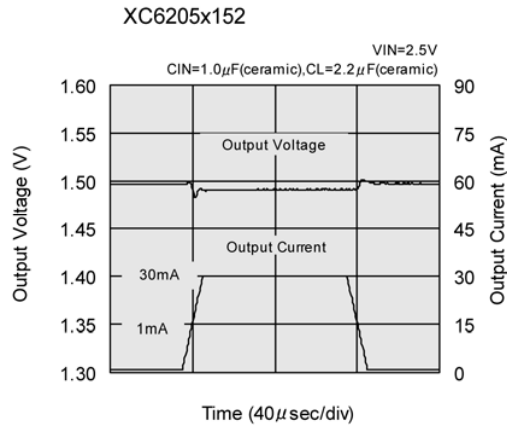 XC6205x152
VIN=2.5V
CIN=1.0μF(ceramic),CL=2.2μF(ceramic)
Output Voltage (V)
1.60
1.55
1.50
1.45
1.40
1.35
1.30
Output Voltage
Output Current
30mA
1mA
90
75
60
45
30
15
0
Output Current (mA)
Time (40μsec/div)